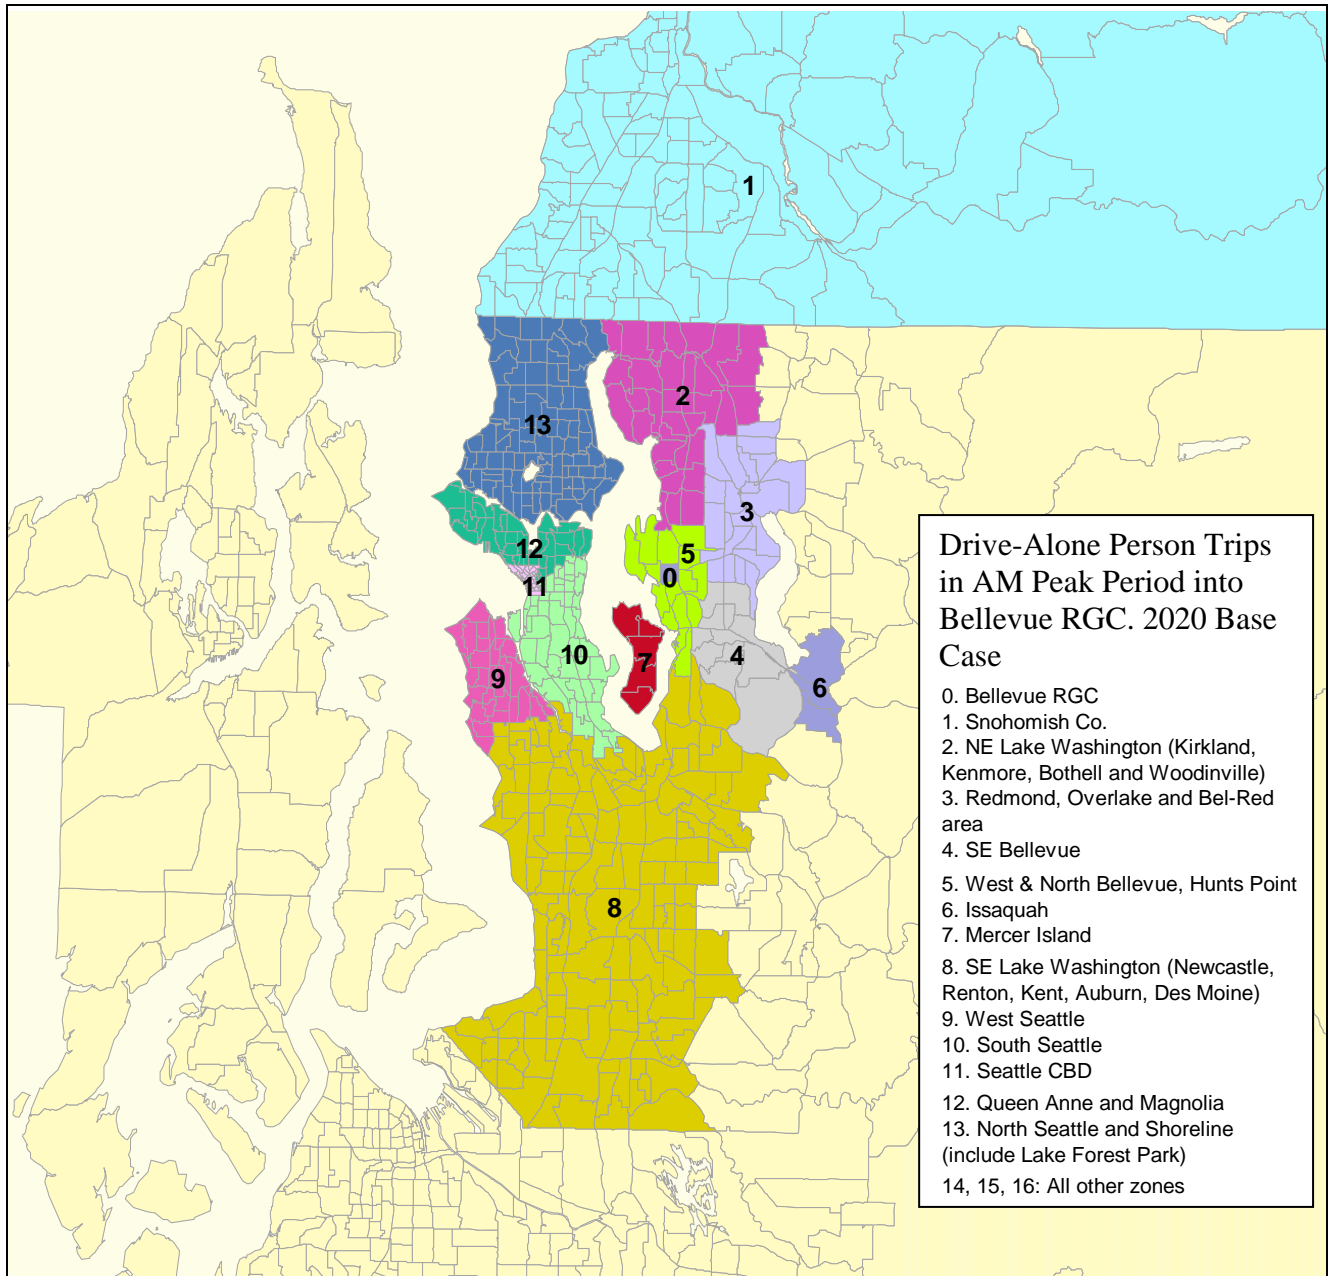 1
2
13
3
12
5
0
11
10
4
7
9
6
8
Drive-Alone Person Trips
in AM Peak Period into
Bellevue RGC. 2020 Base
Case
0. Bellevue RGC
1. Snohomish Co.
2. NE Lake Washington (Kirkland,
Kenmore, Bothell and Woodinville)
3. Redmond, Overlake and Bel-Red
area
4. SE Bellevue
5. West & North Bellevue, Hunts Point
6. Issaquah
7. Mercer Island
8. SE Lake Washington (Newcastle,
Renton, Kent, Auburn, Des Moine)
9. West Seattle
10. South Seattle
11. Seattle CBD
12. Queen Anne and Magnolia
13. North Seattle and Shoreline
(include Lake Forest Park)
14, 15, 16: All other zones